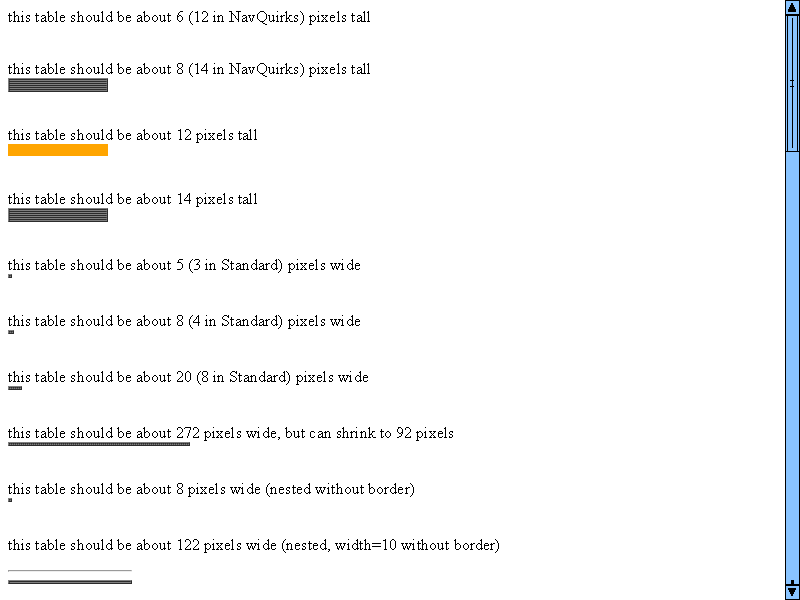 this table should be about 6 (12 in NavQuirks) pixels tall
this table should be about 8 (14 in NavQuirks) pixels tall
this table should be about 12 pixels tall
this table should be about 14 pixels tall
this table should be about 5 (3 in Standard) pixels wide
this table should be about 8 (4 in Standard) pixels wide
this table should be about 20 (8 in Standard) pixels wide
this table should be about 272 pixels wide, but can shrink to 92 pixels
this table should be about 8 pixels wide (nested without border)
this table should be about 122 pixels wide (nested, width=10 without border)